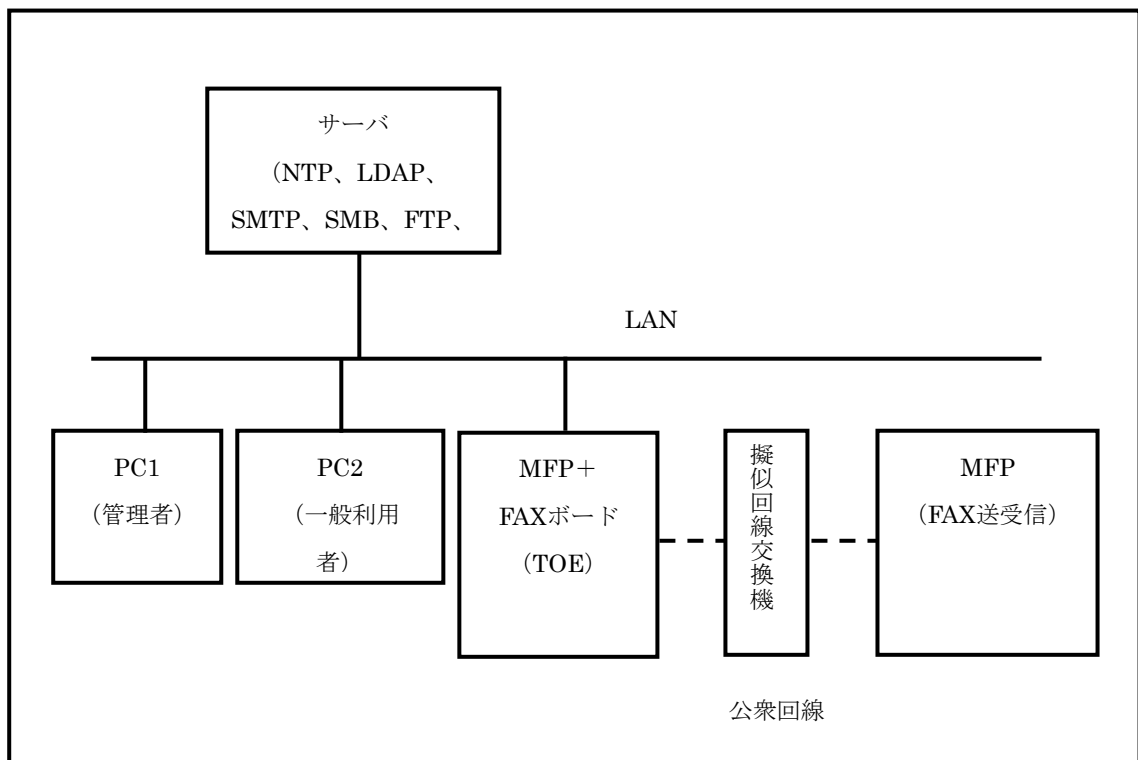 サーバ
（NTP、LDAP、
SMTP、SMB、FTP、
LAN
PC1
（管理者）
PC2
（一般利用
者）
MFP＋
FAXボード
（TOE）
擬似回線交換機
MFP
（FAX送受信）
公衆回線